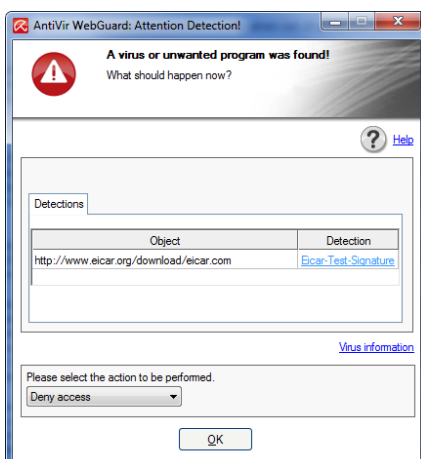 AntiVir WebGuard: Attention Detection!
A virus or unwanted program was found!
What should happen now?
Help
Detections
Object Detection
http://www.eicar.org/download/eicar.com Eicar-Test-Signature
Virus information
Please select the action to be performed.
Deny access
OK